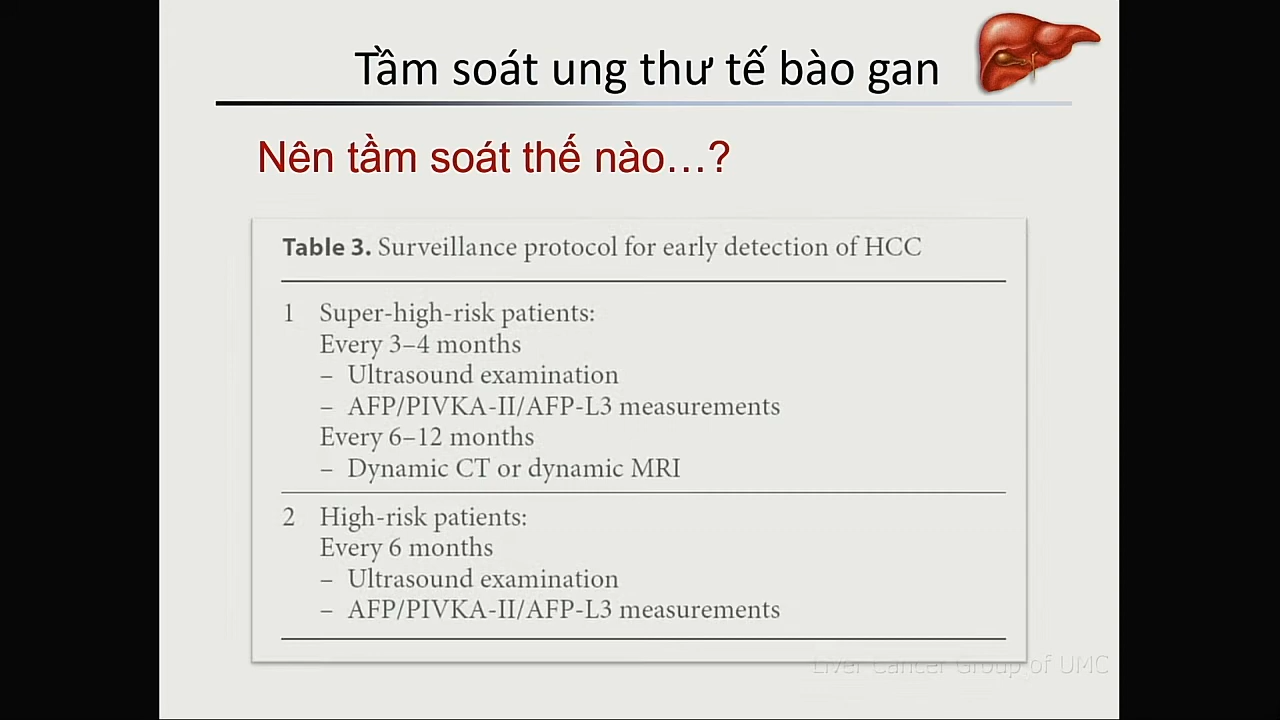 Tầm soát ung thư tế bào gan
Nên tầm soát thế nào…?
Table 3. Surveillance protocol for early detection of HCC
1 Super-high-risk patients:
Every 3–4 months
– Ultrasound examination
– AFP/PIVKA-II/AFP-L3 measurements
Every 6–12 months
– Dynamic CT or dynamic MRI
2 High-risk patients:
Every 6 months
– Ultrasound examination
– AFP/PIVKA-II/AFP-L3 measurements
Liver Cancer Group of UMC